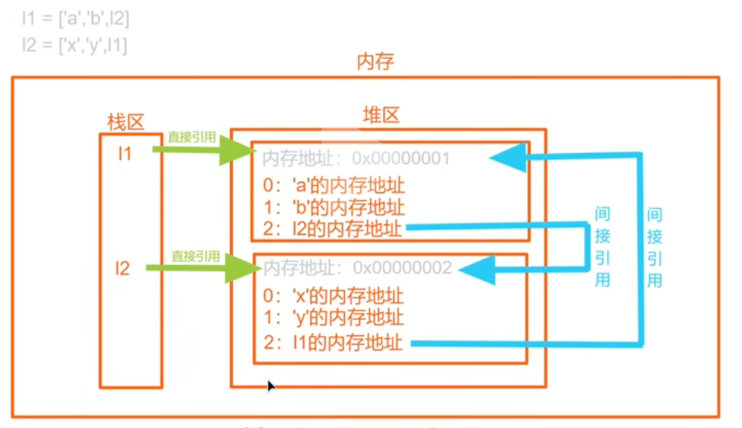 l1 = ['a','b',l2]
l2 = ['x','y',l1]
内存
栈区
堆区
l1
直接引用
内存地址：0x00000001
0：'a'的内存地址
1：'b'的内存地址
2：l2的内存地址
l2
直接引用
内存地址：0x00000002
0：'x'的内存地址
1：'y'的内存地址
2：l1的内存地址
间接引用
间接引用